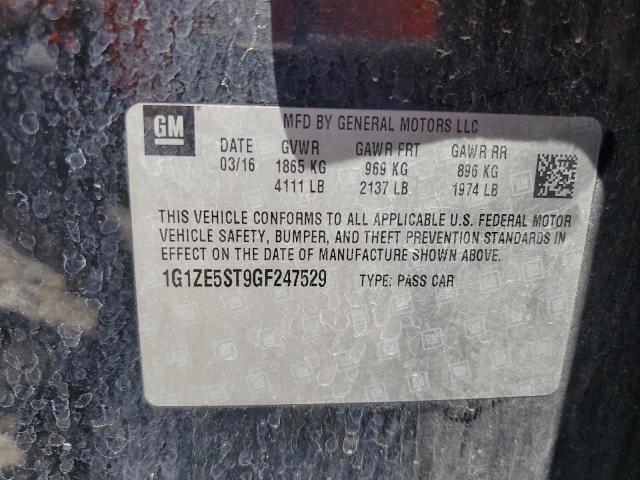 GM
MFD BY GENERAL MOTORS LLC
DATE GVWR GAWR FRT GAWR RR
03/16 1865 KG 969 KG 896 KG
4111 LB 2137 LB 1974 LB
THIS VEHICLE CONFORMS TO ALL APPLICABLE U.S. FEDERAL MOTOR
VEHICLE SAFETY, BUMPER, AND THEFT PREVENTION STANDARDS IN
EFFECT ON THE DATE OF MANUFACTURE SHOWN ABOVE.
1G1ZE5ST9GF247529 TYPE: PASS CAR